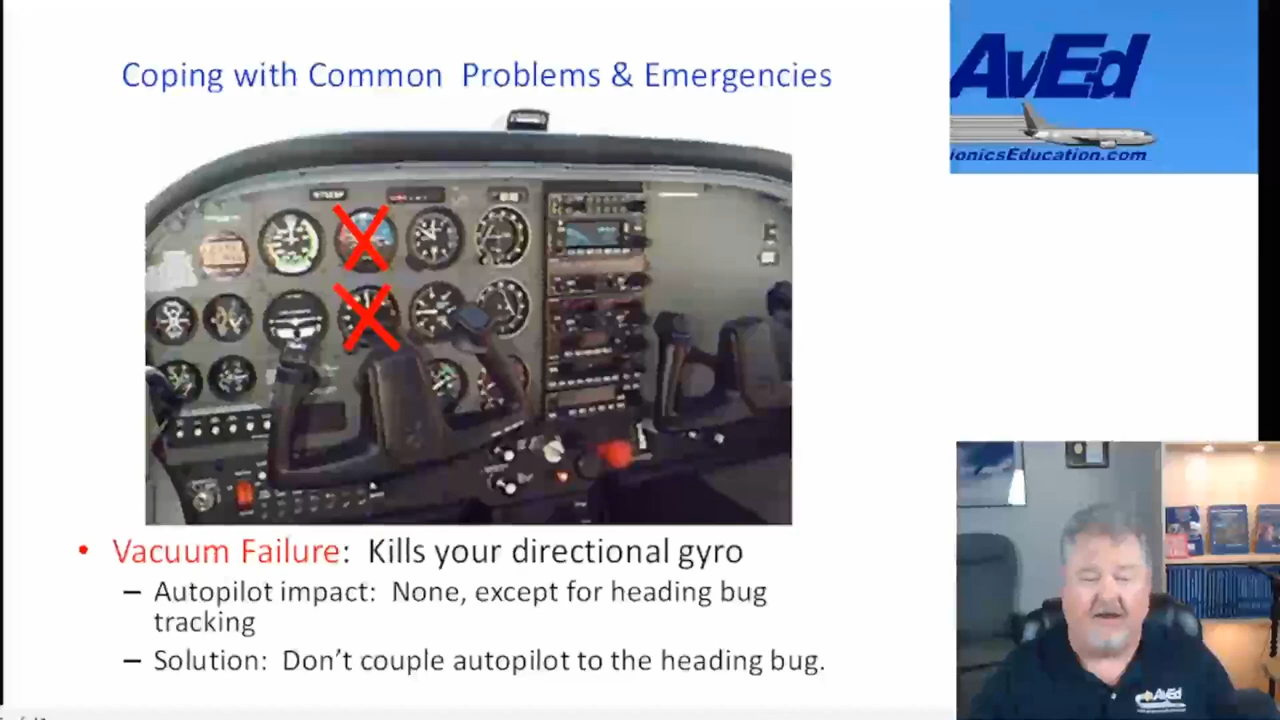 Coping with Common Problems & Emergencies
AvEd
ionicsEducation.com
• Vacuum Failure: Kills your directional gyro
– Autopilot impact: None, except for heading bug
tracking
– Solution: Don't couple autopilot to the heading bug.
AvEd